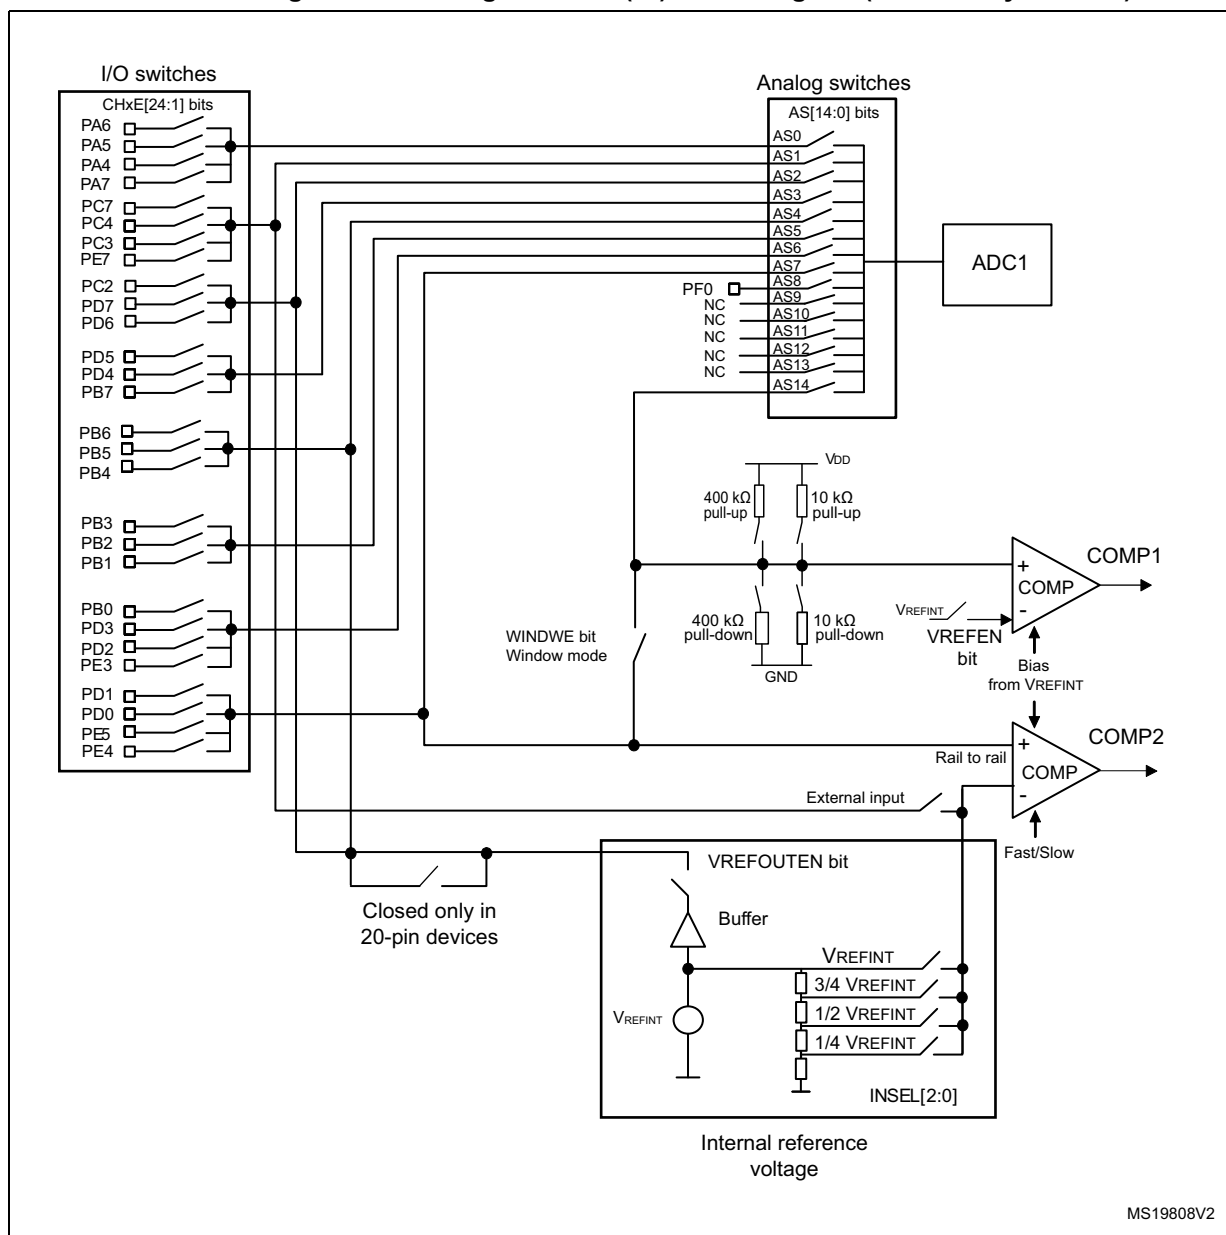 I/O switches
CHxE[24:1] bits
PA6
PA5
PA4
PA7
PC7
PC4
PC3
PE7
PC2
PD7
PD6
PD5
PD4
PB7
PB6
PB5
PB4
PB3
PB2
PB1
PB0
PD3
PD2
PE3
PD1
PD0
PE5
PE4
Analog switches
AS[14:0] bits
AS0
AS1
AS2
AS3
AS4
AS5
AS6
AS7
PF0 AS8
NC AS9
NC AS10
NC AS11
NC AS12
NC AS13
AS14
ADC1
VDD
400 kΩ
pull-up
10 kΩ
pull-up
400 kΩ
pull-down
10 kΩ
pull-down
GND
WINDWE bit
Window mode
COMP1
+
COMP
-
VREFINT
VREFEN
bit
Bias
from VREFINT
COMP2
Rail to rail
+
COMP
-
External input
Fast/Slow
Closed only in
20-pin devices
VREFOUTEN bit
Buffer
VREFINT
VREFINT
3/4 VREFINT
1/2 VREFINT
1/4 VREFINT
INSEL[2:0]
Internal reference
voltage
MS19808V2